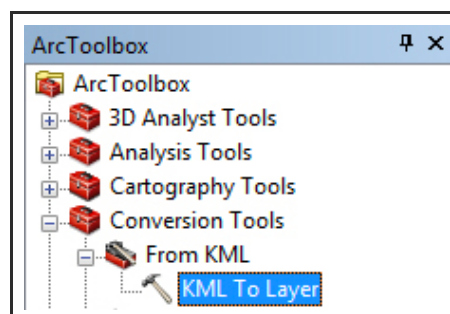 ArcToolbox
ArcToolbox
3D Analyst Tools
Analysis Tools
Cartography Tools
Conversion Tools
From KML
KML To Layer